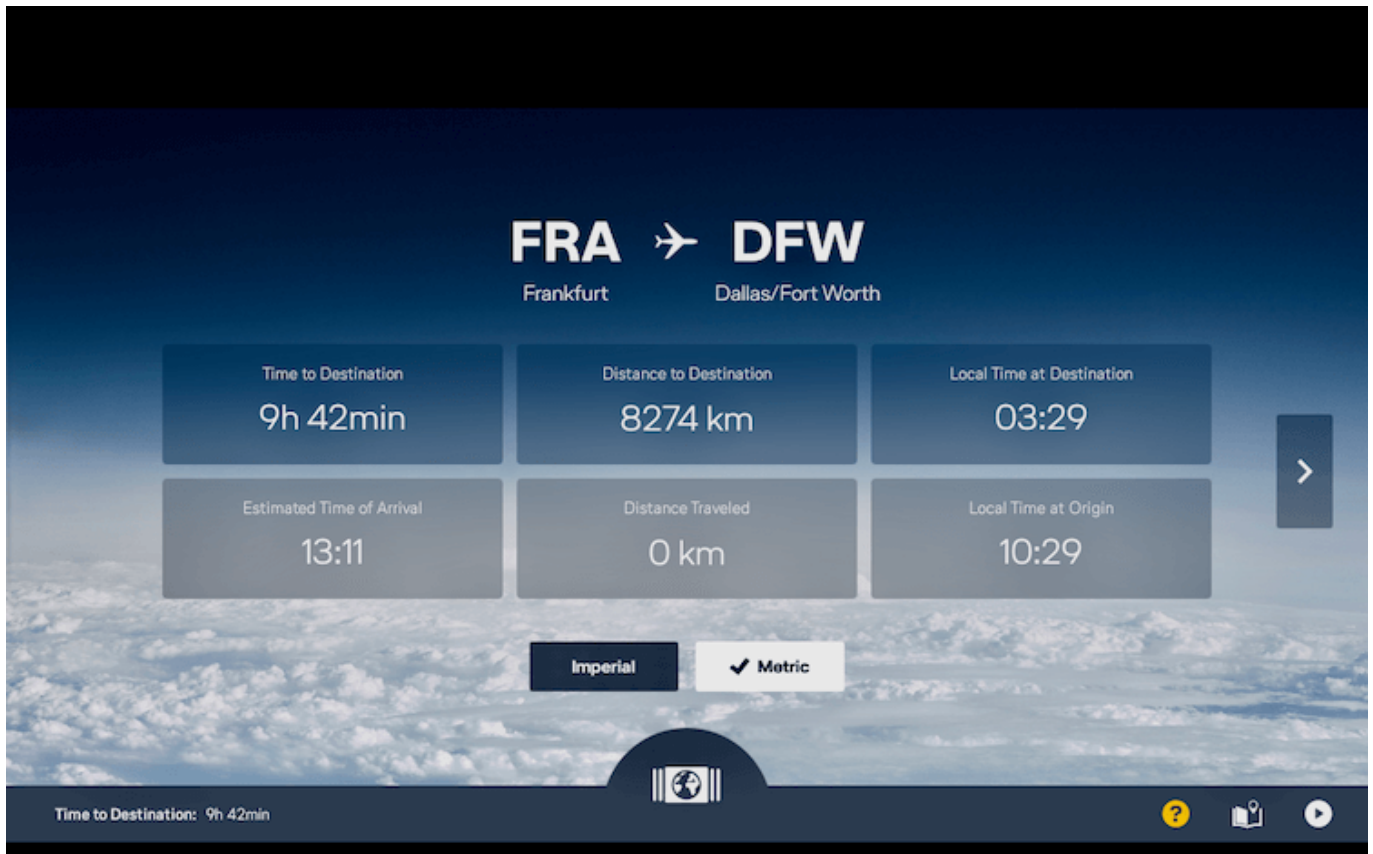 FRA DFW
Frankfurt Dallas/Fort Worth
Time to Destination Distance to Destination Local Time at Destination
9h 42min 8274 km 03:29
Estimated Time of Arrival Distance Traveled Local Time at Origin
13:11 0 km 10:29
Imperial Metric
Time to Destination: 9h 42min ?